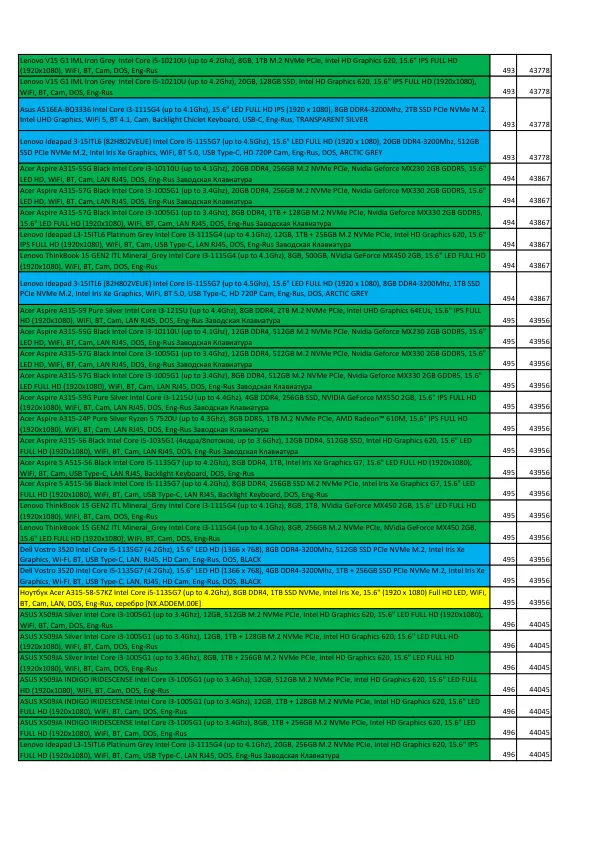 Lenovo V15 G1 IML Iron Grey Intel Core i5-10210U (up to 4.2Ghz), 8GB, 1TB M.2 NVMe PCIe, Intel HD Graphics 620, 15.6" IPS FULL HD
(1920x1080), WiFi, BT, Cam, DOS, Eng-Rus 493 43778
Lenovo V15 G1 IML Iron Grey Intel Core i5-10210U (up to 4.2Ghz), 20GB, 128GB SSD, Intel HD Graphics 620, 15.6" IPS FULL HD (1920x1080),
WiFi, BT, Cam, DOS, Eng-Rus 493 43778
Asus A516EA-BQ3336 Intel Core i3-1115G4 (up to 4.1Ghz), 15.6" LED FULL HD IPS (1920 x 1080), 8GB DDR4-3200Mhz, 2TB SSD PCIe NVMe M.2,
Intel UHD Graphics, WiFi 5, BT 4.1, Cam, Backlight Chiclet Keyboard, USB-C, Eng-Rus, TRANSPARENT SILVER
493 43778
Lenovo Ideapad 3-15ITL6 (82H802VEUE) Intel Core i5-1155G7 (up to 4.5Ghz), 15.6" LED FULL HD (1920 x 1080), 20GB DDR4-3200Mhz, 512GB
SSD PCIe NVMe M.2, Intel Iris Xe Graphics, WiFi, BT 5.0, USB Type-C, HD 720P Cam, Eng-Rus, DOS, ARCTIC GREY
493 43778
Acer Aspire A315-55G Black Intel Core i3-10110U (up to 4.1Ghz), 20GB DDR4, 256GB M.2 NVMe PCIe, Nvidia Geforce MX230 2GB GDDR5, 15.6"
LED HD, WiFi, BT, Cam, LAN RJ45, DOS, Eng-Rus Заводская Клавиатура 494 43867
Acer Aspire A315-57G Black Intel Core i3-1005G1 (up to 3.4Ghz), 20GB DDR4, 256GB M.2 NVMe PCIe, Nvidia Geforce MX330 2GB GDDR5, 15.6"
LED HD, WiFi, BT, Cam, LAN RJ45, DOS, Eng-Rus Заводская Клавиатура 494 43867
Acer Aspire A315-57G Black Intel Core i3-1005G1 (up to 3.4Ghz), 8GB DDR4, 1TB + 128GB M.2 NVMe PCIe, Nvidia Geforce MX330 2GB GDDR5,
15.6" LED FULL HD (1920x1080), WiFi, BT, Cam, LAN RJ45, DOS, Eng-Rus Заводская Клавиатура 494 43867
Lenovo Ideapad L3-15ITL6 Platinum Grey Intel Core i3-1115G4 (up to 4.1Ghz), 12GB, 1TB + 256GB M.2 NVMe PCIe, Intel HD Graphics 620, 15.6"
IPS FULL HD (1920x1080), WiFi, BT, Cam, USB Type-C, LAN RJ45, DOS, Eng-Rus Заводская Клавиатура 494 43867
Lenovo ThinkBook 15 GEN2 ITL Mineral_Grey Intel Core i3-1115G4 (up to 4.1Ghz), 8GB, 500GB, NVidia GeForce MX450 2GB, 15.6" LED FULL HD
(1920x1080), WiFi, BT, Cam, DOS, Eng-Rus 494 43867
Lenovo Ideapad 3-15ITL6 (82H802VEUE) Intel Core i5-1155G7 (up to 4.5Ghz), 15.6" LED FULL HD (1920 x 1080), 8GB DDR4-3200Mhz, 1TB SSD
PCIe NVMe M.2, Intel Iris Xe Graphics, WiFi, BT 5.0, USB Type-C, HD 720P Cam, Eng-Rus, DOS, ARCTIC GREY
494 43867
Acer Aspire A315-59 Pure Silver Intel Core i3-1215U (up to 4.4Ghz), 8GB DDR4, 2TB M.2 NVMe PCIe, Intel UHD Graphics 64EUs, 15.6" IPS FULL
HD (1920x1080), WiFi, BT, Cam, LAN RJ45, DOS, Eng-Rus Заводская Клавиатура 495 43956
Acer Aspire A315-55G Black Intel Core i3-10110U (up to 4.1Ghz), 12GB DDR4, 512GB M.2 NVMe PCIe, Nvidia Geforce MX230 2GB GDDR5, 15.6"
LED HD, WiFi, BT, Cam, LAN RJ45, DOS, Eng-Rus Заводская Клавиатура 495 43956
Acer Aspire A315-57G Black Intel Core i3-1005G1 (up to 3.4Ghz), 12GB DDR4, 512GB M.2 NVMe PCIe, Nvidia Geforce MX330 2GB GDDR5, 15.6"
LED HD, WiFi, BT, Cam, LAN RJ45, DOS, Eng-Rus Заводская Клавиатура 495 43956
Acer Aspire A315-57G Black Intel Core i3-1005G1 (up to 3.4Ghz), 8GB DDR4, 512GB M.2 NVMe PCIe, Nvidia Geforce MX330 2GB GDDR5, 15.6"
LED FULL HD (1920x1080), WiFi, BT, Cam, LAN RJ45, DOS, Eng-Rus Заводская Клавиатура 495 43956
Acer Aspire A315-59G Pure Silver Intel Core i3-1215U (up to 4.4Ghz), 4GB DDR4, 256GB SSD, NVIDIA GeForce MX550 2GB, 15.6" IPS FULL HD
(1920x1080), WiFi, BT, Cam, LAN RJ45, DOS, Eng-Rus Заводская Клавиатура 495 43956
Acer Aspire A315-24P Pure Silver Ryzen 5 7520U (up to 4.3Ghz), 8GB DDR5, 1TB M.2 NVMe PCIe, AMD Radeon™ 610M, 15.6" IPS FULL HD
(1920x1080), WiFi, BT, Cam, LAN RJ45, DOS, Eng-Rus Заводская Клавиатура 495 43956
Acer Aspire A315-56 Black Intel Core i5-1035G1 (4ядра/8потоков, up to 3.6Ghz), 12GB DDR4, 512GB SSD, Intel HD Graphics 620, 15.6" LED
FULL HD (1920x1080), WiFi, BT, Cam, LAN RJ45, DOS, Eng-Rus Заводская Клавиатура 495 43956
Acer Aspire 5 A515-56 Black Intel Core i5-1135G7 (up to 4.2Ghz), 8GB DDR4, 1TB, Intel Iris Xe Graphics G7, 15.6" LED FULL HD (1920x1080),
WiFi, BT, Cam, USB Type-C, LAN RJ45, Backlight Keyboard, DOS, Eng-Rus 495 43956
Acer Aspire 5 A515-56 Black Intel Core i5-1135G7 (up to 4.2Ghz), 8GB DDR4, 256GB SSD M.2 NVMe PCIe, Intel Iris Xe Graphics G7, 15.6" LED
FULL HD (1920x1080), WiFi, BT, Cam, USB Type-C, LAN RJ45, Backlight Keyboard, DOS, Eng-Rus 495 43956
Lenovo ThinkBook 15 GEN2 ITL Mineral_Grey Intel Core i3-1115G4 (up to 4.1Ghz), 8GB, 1TB, NVidia GeForce MX450 2GB, 15.6" LED FULL HD
(1920x1080), WiFi, BT, Cam, DOS, Eng-Rus 495 43956
Lenovo ThinkBook 15 GEN2 ITL Mineral_Grey Intel Core i3-1115G4 (up to 4.1Ghz), 8GB, 256GB M.2 NVMe PCIe, NVidia GeForce MX450 2GB,
15.6" LED FULL HD (1920x1080), WiFi, BT, Cam, DOS, Eng-Rus 495 43956
Dell Vostro 3520 Intel Core i5-1135G7 (4.2Ghz), 15.6" LED HD (1366 x 768), 8GB DDR4-3200Mhz, 512GB SSD PCIe NVMe M.2, Intel Iris Xe
Graphics, Wi-Fi, BT, USB Type-C, LAN, RJ45, HD Cam, Eng-Rus, DOS, BLACK 495 43956
Dell Vostro 3520 Intel Core i5-1135G7 (4.2Ghz), 15.6" LED HD (1366 x 768), 4GB DDR4-3200Mhz, 1TB + 256GB SSD PCIe NVMe M.2, Intel Iris Xe
Graphics, Wi-Fi, BT, USB Type-C, LAN, RJ45, HD Cam, Eng-Rus, DOS, BLACK 495 43956
Ноутбук Acer A315-58-57KZ Intel Core i5-1135G7 (up to 4.2Ghz), 8GB DDR4, 1TB SSD NVMe, Intel Iris Xe, 15.6" (1920 x 1080) Full HD LED, WiFi,
BT, Cam, LAN, DOS, Eng-Rus, серебро [NX.ADDEM.00E] 495 43956
ASUS X509JA Silver Intel Core i3-1005G1 (up to 3.4Ghz), 12GB, 512GB M.2 NVMe PCIe, Intel HD Graphics 620, 15.6" LED FULL HD (1920x1080),
WiFi, BT, Cam, DOS, Eng-Rus 496 44045
ASUS X509JA Silver Intel Core i3-1005G1 (up to 3.4Ghz), 12GB, 1TB + 128GB M.2 NVMe PCIe, Intel HD Graphics 620, 15.6" LED FULL HD
(1920x1080), WiFi, BT, Cam, DOS, Eng-Rus 496 44045
ASUS X509JA Silver Intel Core i3-1005G1 (up to 3.4Ghz), 8GB, 1TB + 256GB M.2 NVMe PCIe, Intel HD Graphics 620, 15.6" LED FULL HD
(1920x1080), WiFi, BT, Cam, DOS, Eng-Rus 496 44045
ASUS X509JA INDIGO IRIDESCENSE Intel Core i3-1005G1 (up to 3.4Ghz), 12GB, 512GB M.2 NVMe PCIe, Intel HD Graphics 620, 15.6" LED FULL
HD (1920x1080), WiFi, BT, Cam, DOS, Eng-Rus 496 44045
ASUS X509JA INDIGO IRIDESCENSE Intel Core i3-1005G1 (up to 3.4Ghz), 12GB, 1TB + 128GB M.2 NVMe PCIe, Intel HD Graphics 620, 15.6" LED
FULL HD (1920x1080), WiFi, BT, Cam, DOS, Eng-Rus 496 44045
ASUS X509JA INDIGO IRIDESCENSE Intel Core i3-1005G1 (up to 3.4Ghz), 8GB, 1TB + 256GB M.2 NVMe PCIe, Intel HD Graphics 620, 15.6" LED
FULL HD (1920x1080), WiFi, BT, Cam, DOS, Eng-Rus 496 44045
Lenovo Ideapad L3-15ITL6 Platinum Grey Intel Core i3-1115G4 (up to 4.1Ghz), 20GB, 256GB M.2 NVMe PCIe, Intel HD Graphics 620, 15.6" IPS
FULL HD (1920x1080), WiFi, BT, Cam, USB Type-C, LAN RJ45, DOS, Eng-Rus Заводская Клавиатура 496 44045